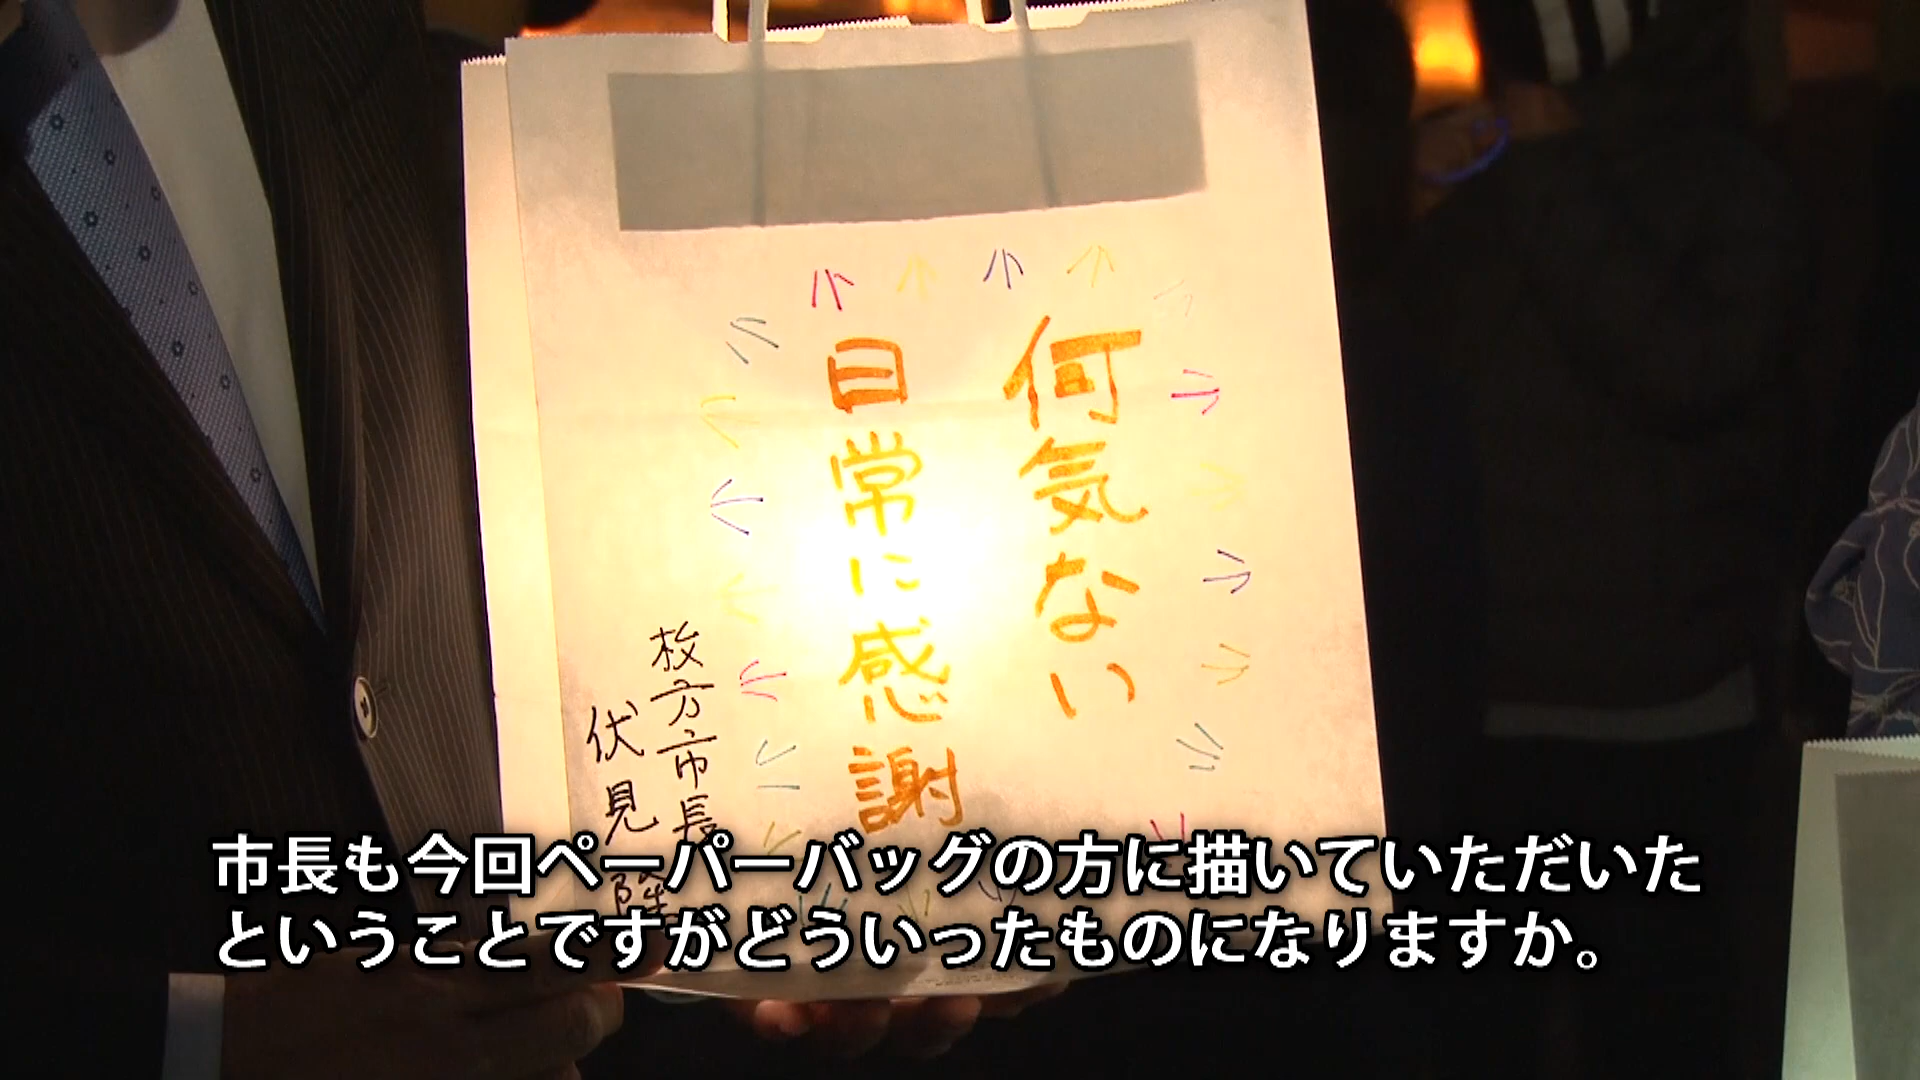 何気ない
日常に感謝
枚方市長
伏見隆
市長も今回ペーパーバッグの方に描いていただいた
ということですがどういったものになりますか。